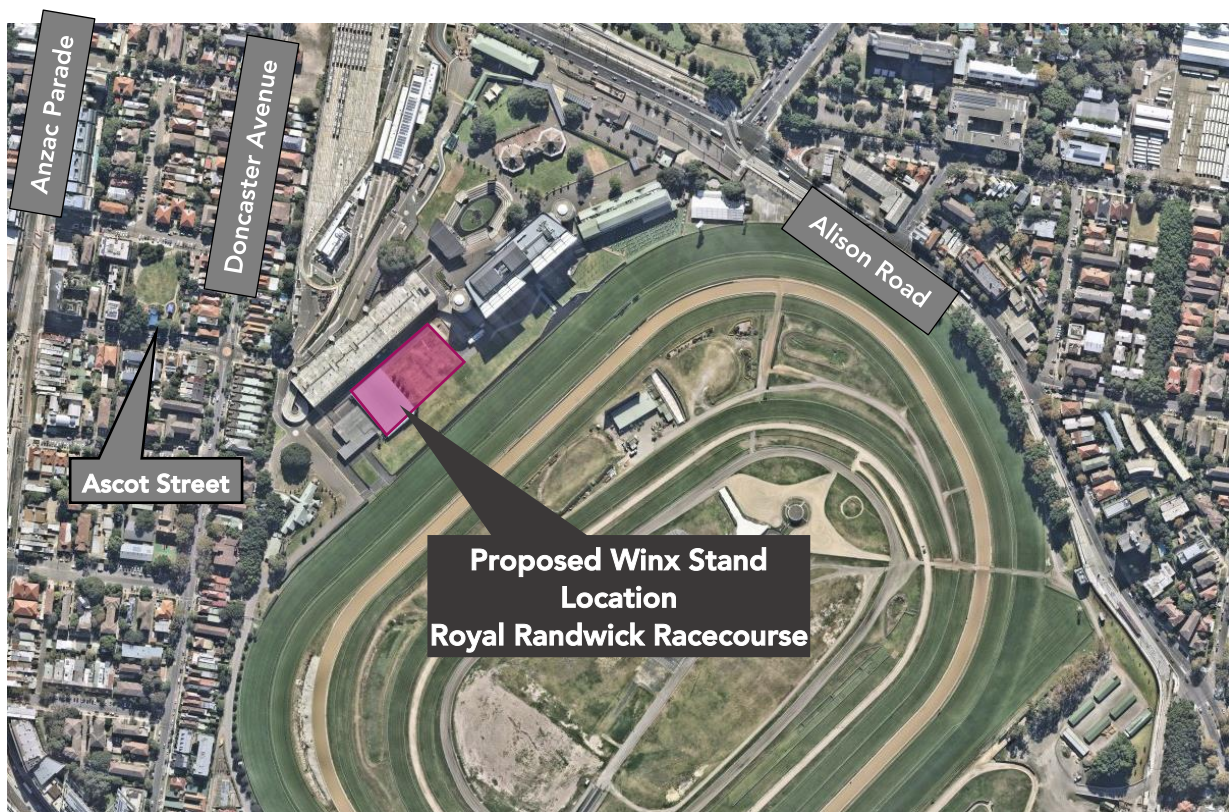 Anzac Parade
Doncaster Avenue
Alison Road
Ascot Street
Proposed Winx Stand
Location
Royal Randwick Racecourse